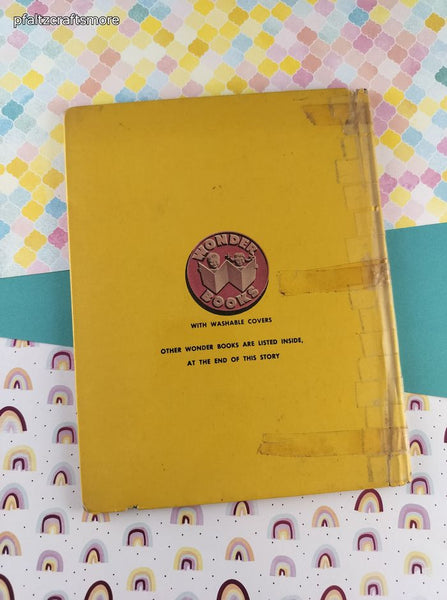 pfaltzcraftsmore
WONDER
BOOKS
WITH WASHABLE COVERS
OTHER WONDER BOOKS ARE LISTED INSIDE,
AT THE END OF THIS STORY